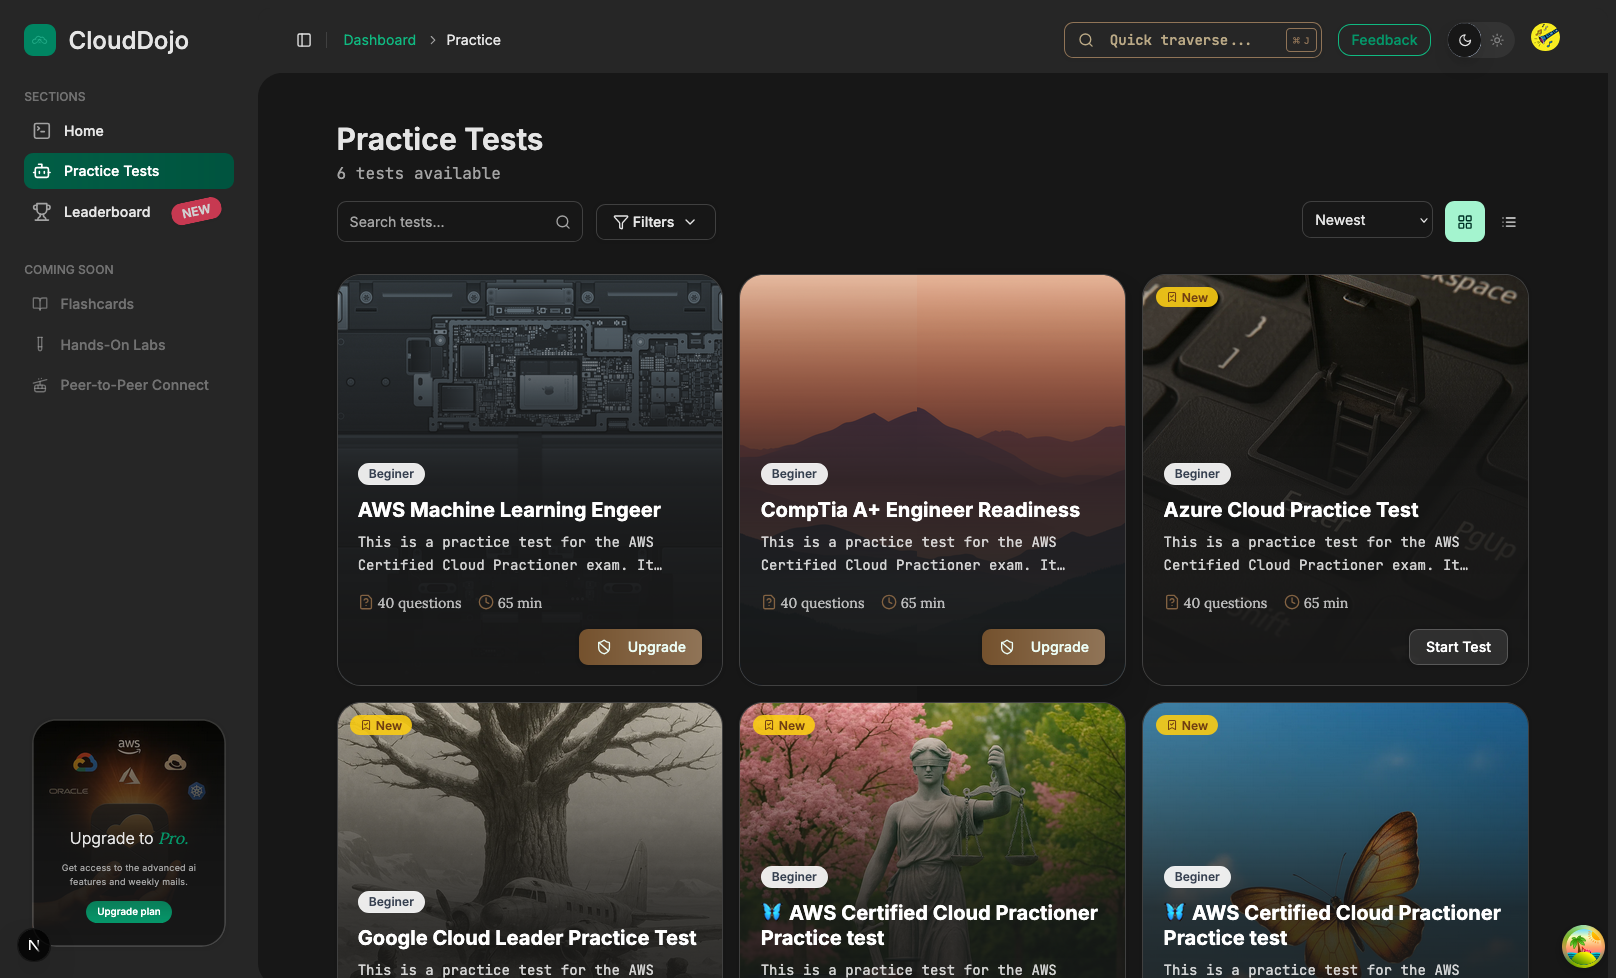 CloudDojo
Dashboard > Practice
Quick traverse...
⌘ J
Feedback
SECTIONS
Home
Practice Tests
Leaderboard
NEW
COMING SOON
Flashcards
Hands-On Labs
Peer-to-Peer Connect
Practice Tests
6 tests available
Search tests...
Filters
Newest
Beginer
AWS Machine Learning Engeer
This is a practice test for the AWS
Certified Cloud Practioner exam. It…
40 questions
65 min
Upgrade
Beginer
CompTia A+ Engineer Readiness
This is a practice test for the AWS
Certified Cloud Practioner exam. It…
40 questions
65 min
Upgrade
New
kspace
}
]
Enter
PgUp
Shift
Beginer
Azure Cloud Practice Test
This is a practice test for the AWS
Certified Cloud Practioner exam. It…
40 questions
65 min
Start Test
New
Beginer
Google Cloud Leader Practice Test
This is a practice test for the AWS
New
Beginer
🦋 AWS Certified Cloud Practioner
Practice test
This is a practice test for the AWS
New
Beginer
🦋 AWS Certified Cloud Practioner
Practice test
This is a practice test for the AWS
aws
ORACLE
Upgrade to Pro.
Get access to the advanced ai
features and weekly mails.
Upgrade plan
N